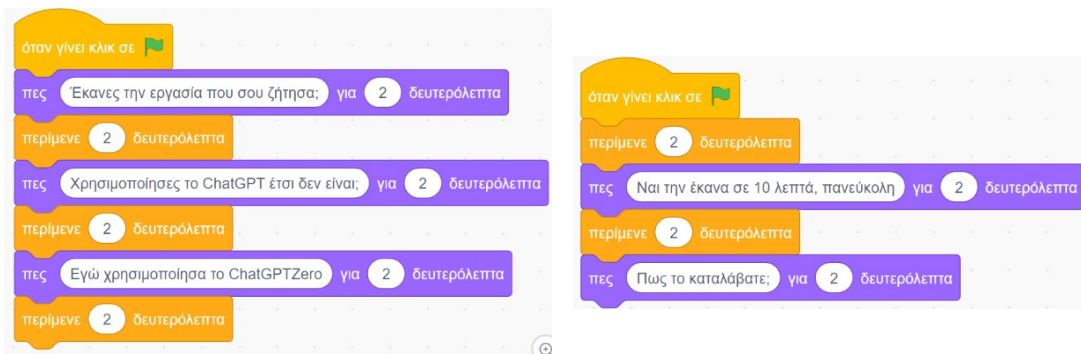 όταν γίνει κλικ σε
πες Έκανες την εργασία που σου ζήτησα; για 2 δευτερόλεπτα
περίμενε 2 δευτερόλεπτα
πες Χρησιμοποίησες το ChatGPT έτσι δεν είναι; για 2 δευτερόλεπτα
περίμενε 2 δευτερόλεπτα
πες Εγώ χρησιμοποίησα το ChatGPTZero για 2 δευτερόλεπτα
περίμενε 2 δευτερόλεπτα
όταν γίνει κλικ σε
περίμενε 2 δευτερόλεπτα
πες Ναι την έκανα σε 10 λεπτά, πανεύκολη για 2 δευτερόλεπτα
περίμενε 2 δευτερόλεπτα
πες Πως το καταλάβατε; για 2 δευτερόλεπτα